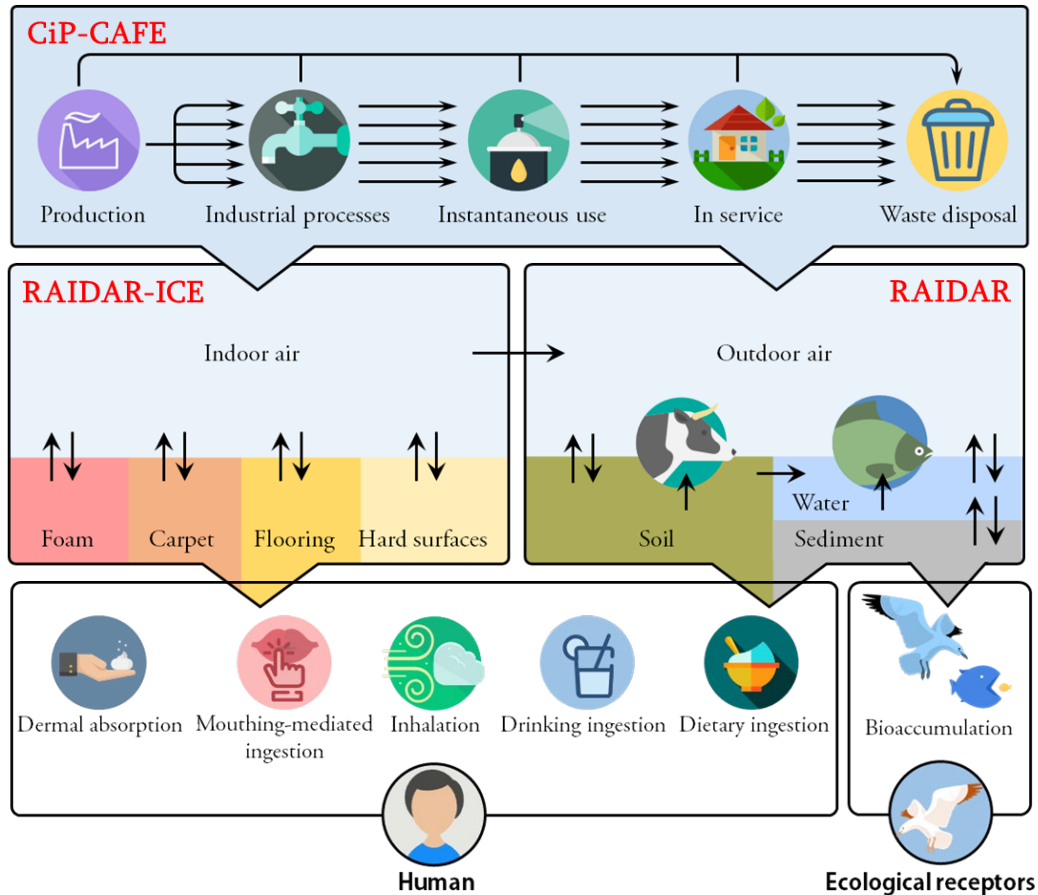 CiP-CAFE
Production
Industrial processes
Instantaneous use
In service
Waste disposal
RAIDAR-ICE
RAIDAR
Indoor air
Outdoor air
Foam
Carpet
Flooring
Hard surfaces
Soil
Water
Sediment
Dermal absorption
Mouthing-mediated
ingestion
Inhalation
Drinking ingestion
Dietary ingestion
Bioaccumulation
Human
Ecological receptors